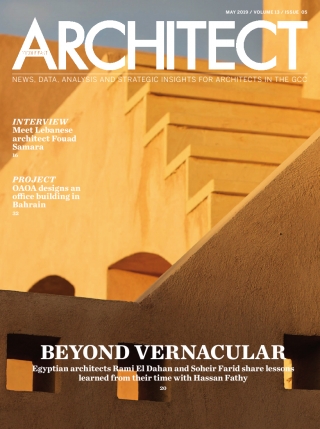 MAY 2019 / VOLUME 13 / ISSUE 05
ARCHITECT
NEWS, DATA, ANALYSIS AND STRATEGIC INSIGHTS FOR ARCHITECTS IN THE GCC
INTERVIEW
Meet Lebanese
architect Fouad
Samara
PROJECT
OAOA designs an
office building in
Bahrain
BEYOND VERNACULAR
Egyptian architects Rami El Dahan and Soheir Farid share lessons
learned from their time with Hassan Fathy
20